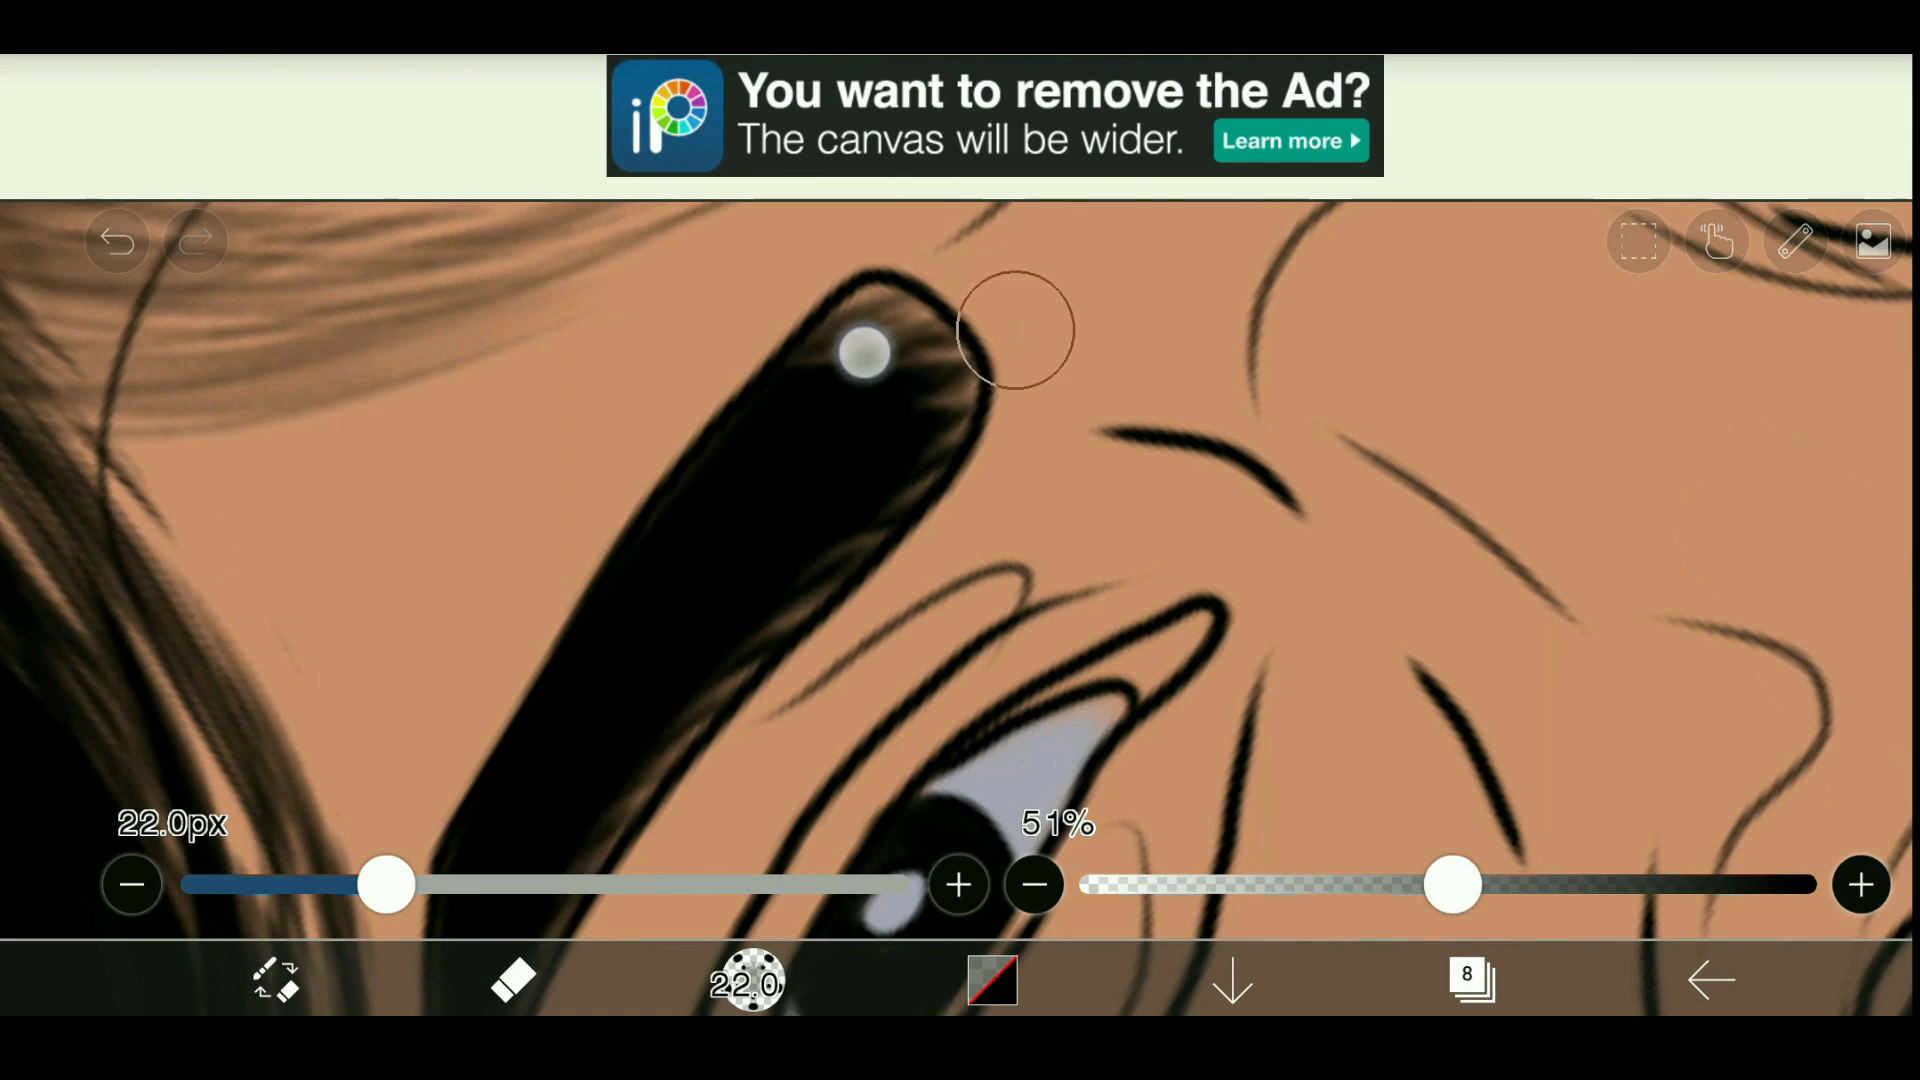 iP
You want to remove the Ad?
The canvas will be wider.
Learn more
22.0px
51%
22.0
8